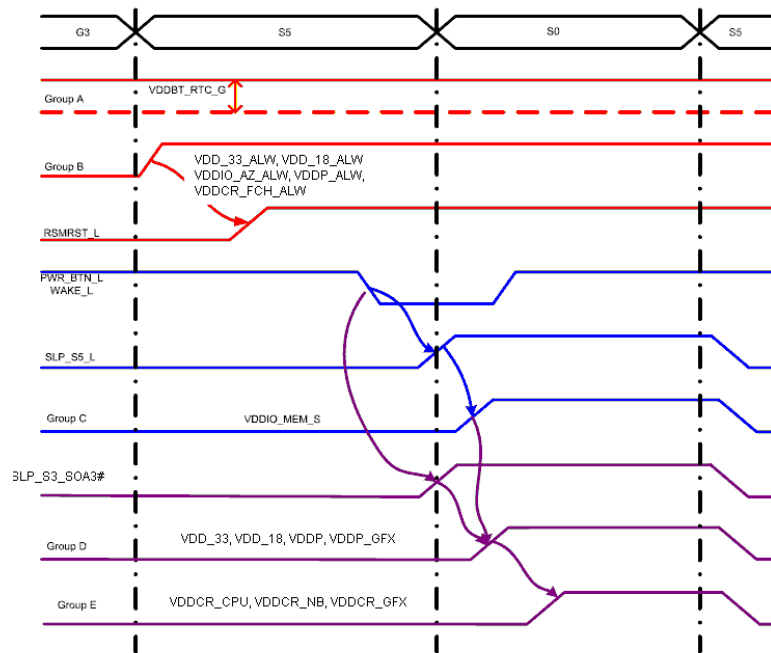 G3 S5 S0 S5
VDDBT_RTC_G
Group A
VDD_33_ALW, VDD_18_ALW
Group B
VDDIO_AZ_ALW, VDDP_ALW,
VDDCR_FCH_ALW
RSMRST_L
PWR_BTN_L
WAKE_L
SLP_S5_L
Group C VDDIO_MEM_S
SLP_S3_SOA3#
VDD_33, VDD_18, VDDP, VDDP_GFX
Group D
Group E VDDCR_CPU, VDDCR_NB, VDDCR_GFX